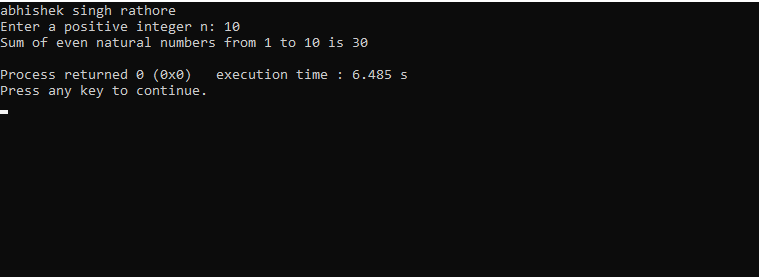 abhishek singh rathore
Enter a positive integer n: 10
Sum of even natural numbers from 1 to 10 is 30
Process returned 0 (0x0)   execution time : 6.485 s
Press any key to continue.